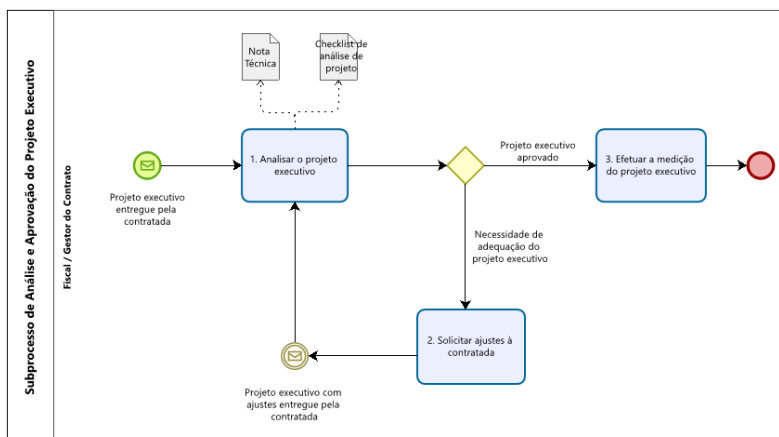 Subprocesso de Análise e Aprovação do Projeto Executivo
Fiscal / Gestor do Contrato
Nota
Técnica
Checklist de
análise de
projeto
Projeto executivo
entregue pela
contratada
1. Analisar o projeto
executivo
Projeto executivo
aprovado
3. Efetuar a medição
do projeto executivo
Necessidade de
adequação do
projeto executivo
2. Solicitar ajustes à
contratada
Projeto executivo com
ajustes entregue pela
contratada